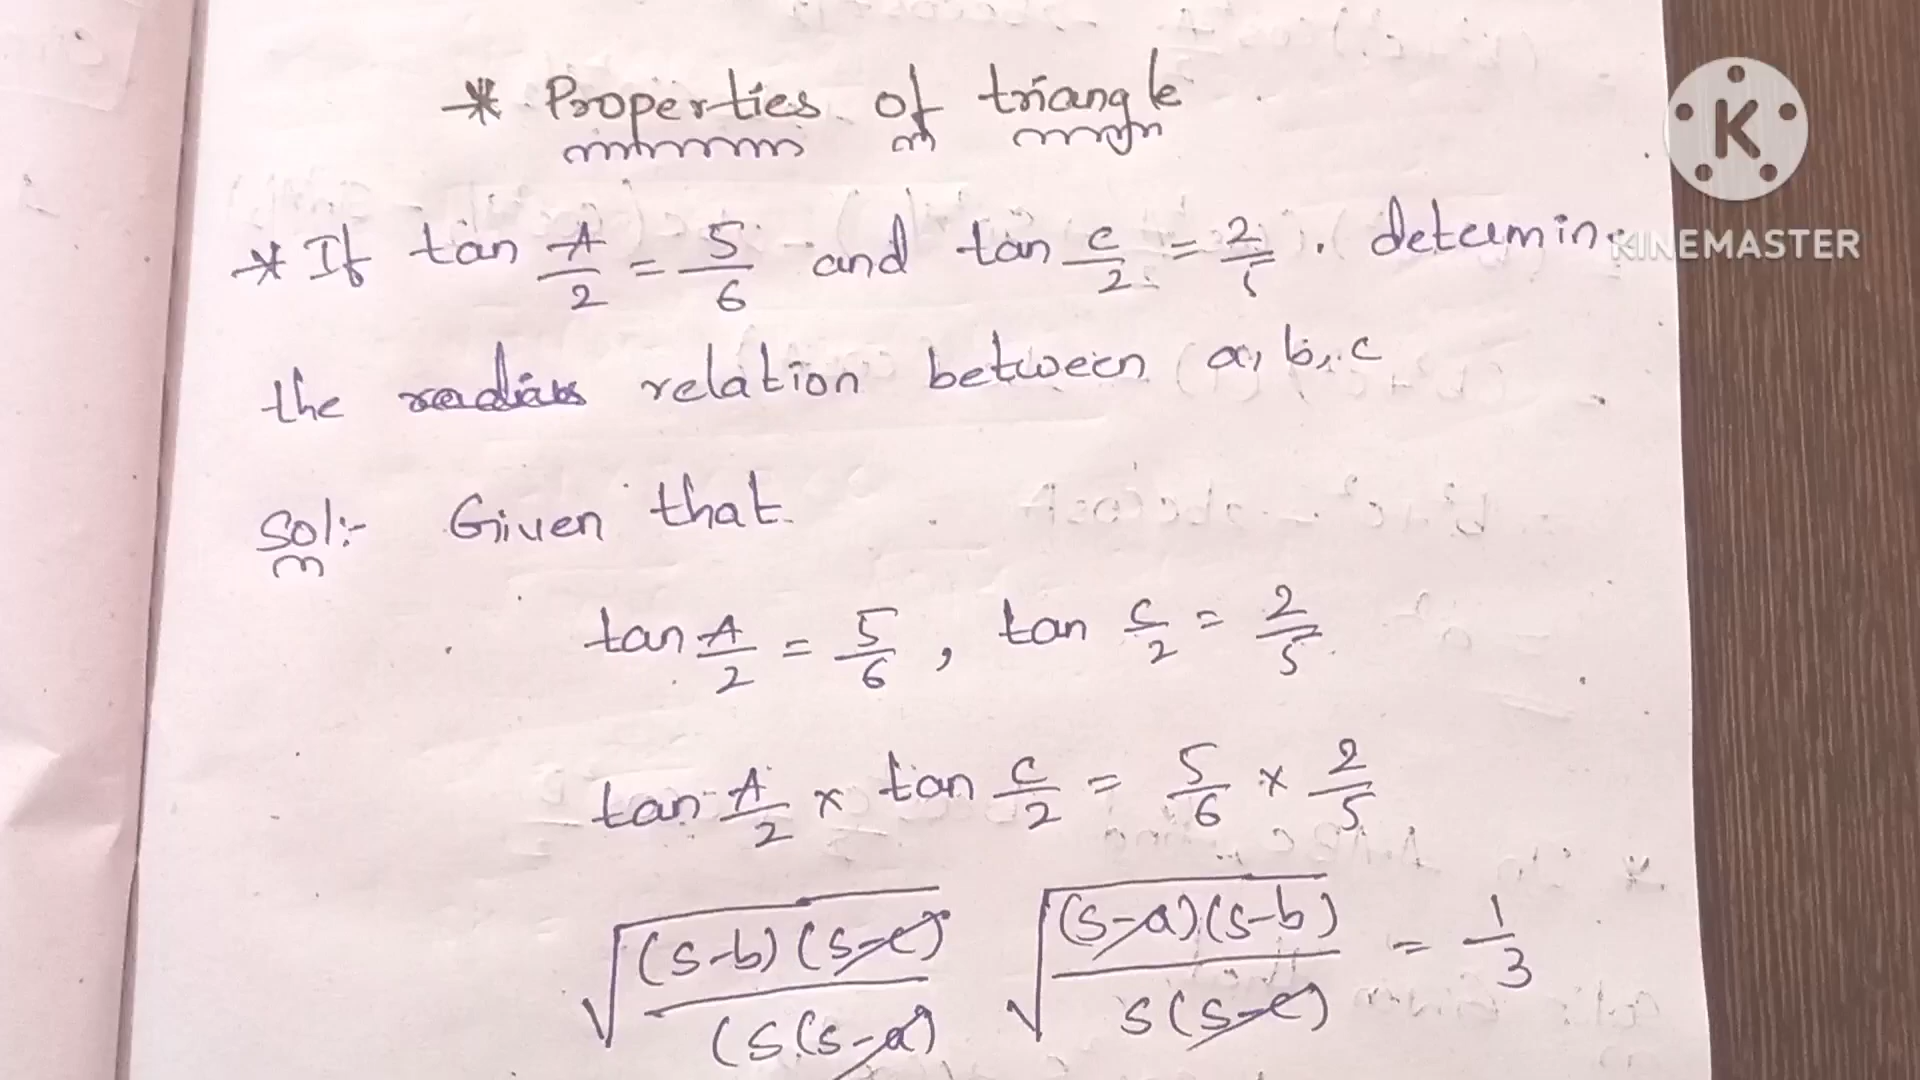 * Properties of triangle
* If tan A/2 = 5/6 and tan c/2 = 2/5 . determine
the relation between a, b, c
Sol:- Given that
tan A/2 = 5/6 , tan c/2 = 2/5
tan A/2 × tan c/2 = 5/6 × 2/5
√((s-b)(s-c)/(s(s-a)) √((s-a)(s-b)/s(s-c)) = 1/3
K
KINEMASTER